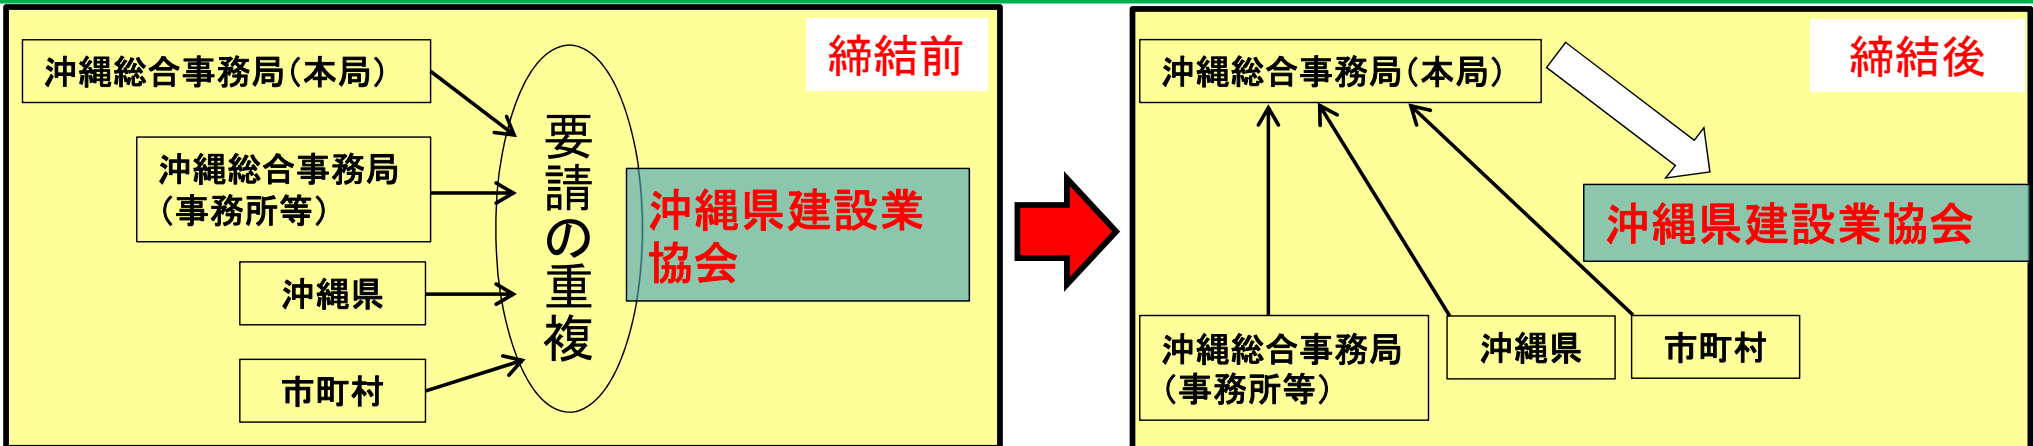 締結前
沖縄総合事務局（本局）
沖縄総合事務局
（事務所等）
沖縄県
市町村
要請の重複
沖縄県建設業
協会
締結後
沖縄総合事務局（本局）
沖縄県建設業協会
沖縄総合事務局
（事務所等）
沖縄県
市町村